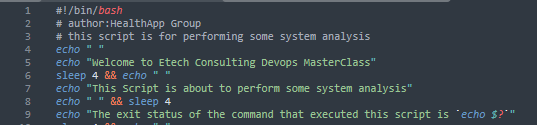 1 #!/bin/bash
2 # author:HealthApp Group
3 # this script is for performing some system analysis
4 echo " "
5 echo "Welcome to Etech Consulting Devops MasterClass"
6 sleep 4 && echo " "
7 echo "This Script is about to perform some system analysis"
8 echo " " && sleep 4
9 echo "The exit status of the command that executed this script is `echo $?`"